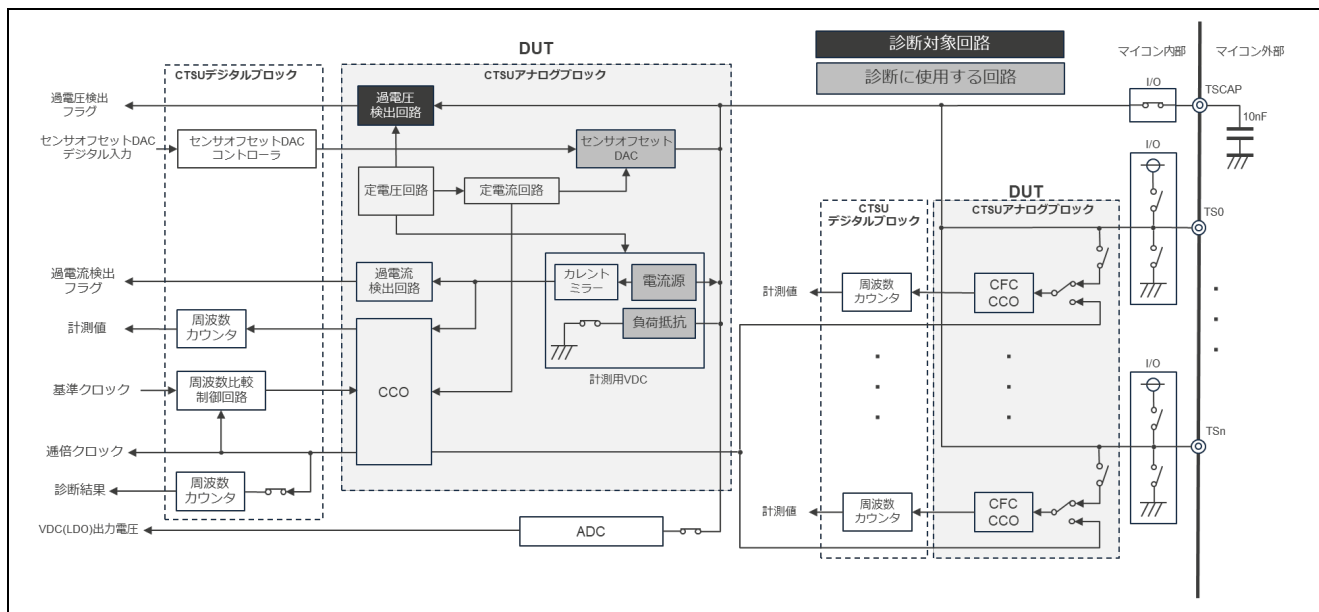 DUT
診断対象回路
診断に使用する回路
マイコン内部
マイコン外部
CTSUデジタルブロック
CTSUアナログブロック
過電圧検出
フラグ
過電圧
検出回路
I/O
TSCAP
10nF
センサオフセットDAC
デジタル入力
センサオフセットDAC
コントローラ
センサオフセット
DAC
I/O
定電圧回路
定電流回路
DUT
CTSU
デジタルブロック
CTSUアナログブロック
TS0
過電流検出
フラグ
過電流
検出回路
カレント
ミラー
電流源
計測値
周波数
カウンタ
CFC
CCO
計測値
周波数
カウンタ
負荷抵抗
計測用VDC
基準クロック
周波数比較
制御回路
CCO
I/O
逓倍クロック
TSn
診断結果
周波数
カウンタ
計測値
周波数
カウンタ
CFC
CCO
VDC(LDO)出力電圧
ADC